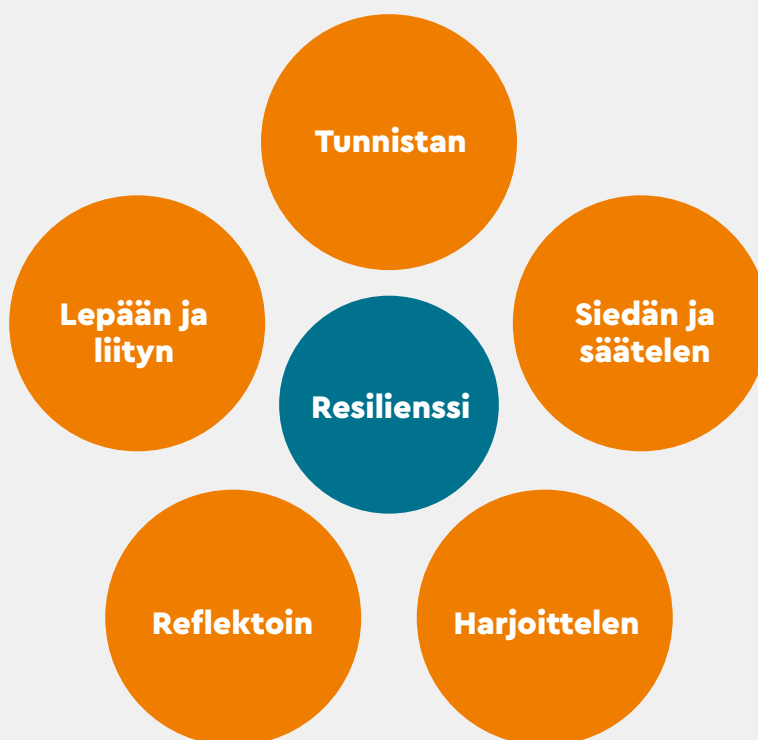 Tunnistan
Lepään ja
liityn
Siedän ja
säätelen
Resilienssi
Reflektoin
Harjoittelen